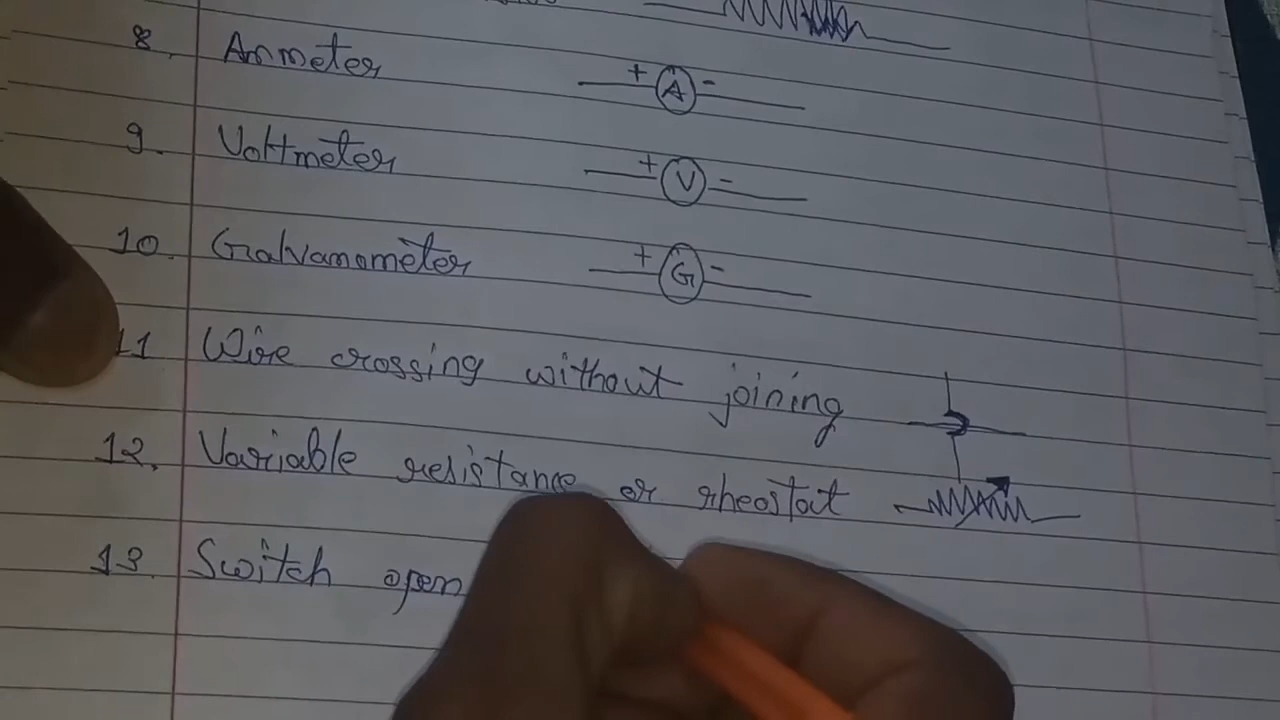 8. Ammeter + A -
9. Voltmeter + V -
10. Galvanometer + G -
11 Wire crossing without joining
12. Variable resistance or rheostat
13. Switch open